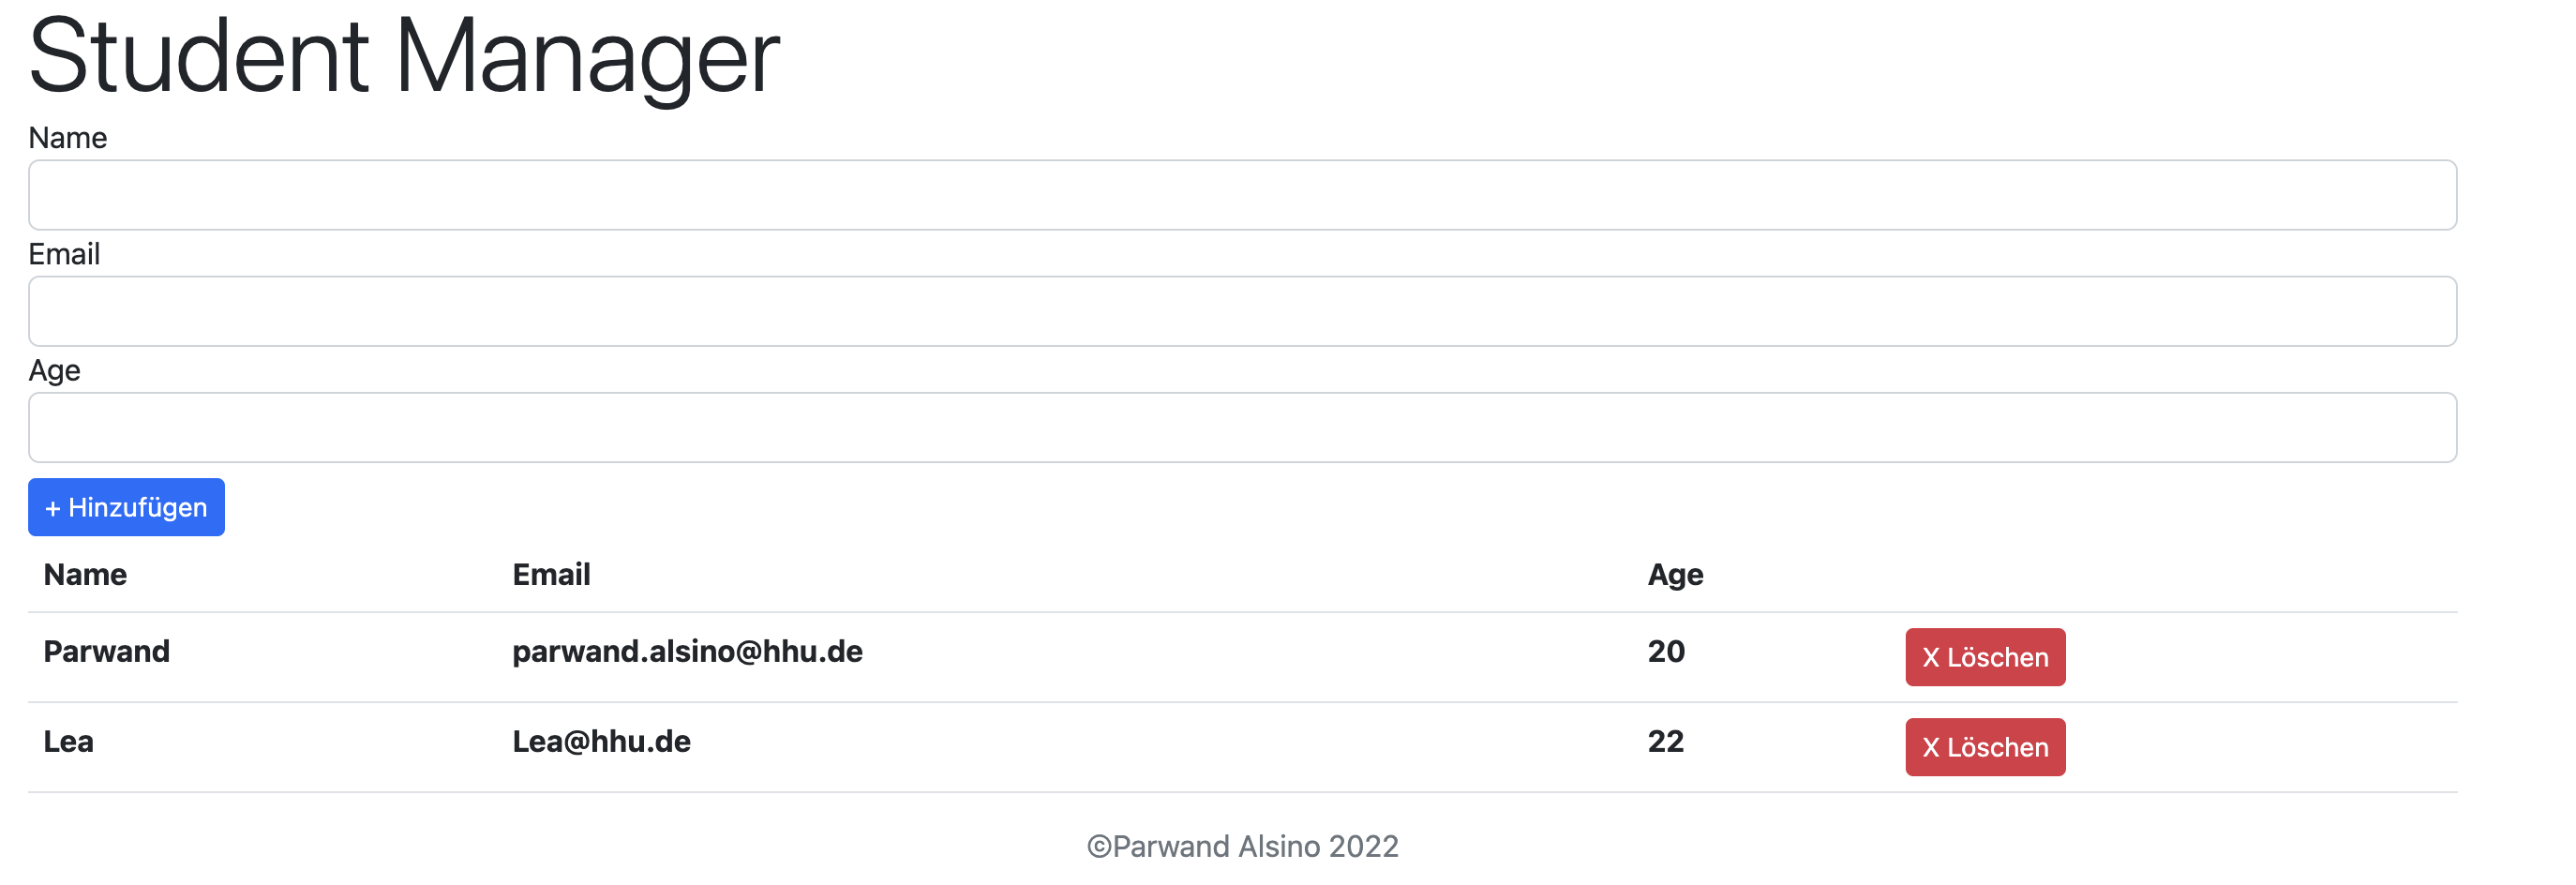 Student Manager
Name
Email
Age
+ Hinzufügen
Name Email Age
Parwand parwand.alsino@hhu.de 20 X Löschen
Lea Lea@hhu.de 22 X Löschen
©Parwand Alsino 2022